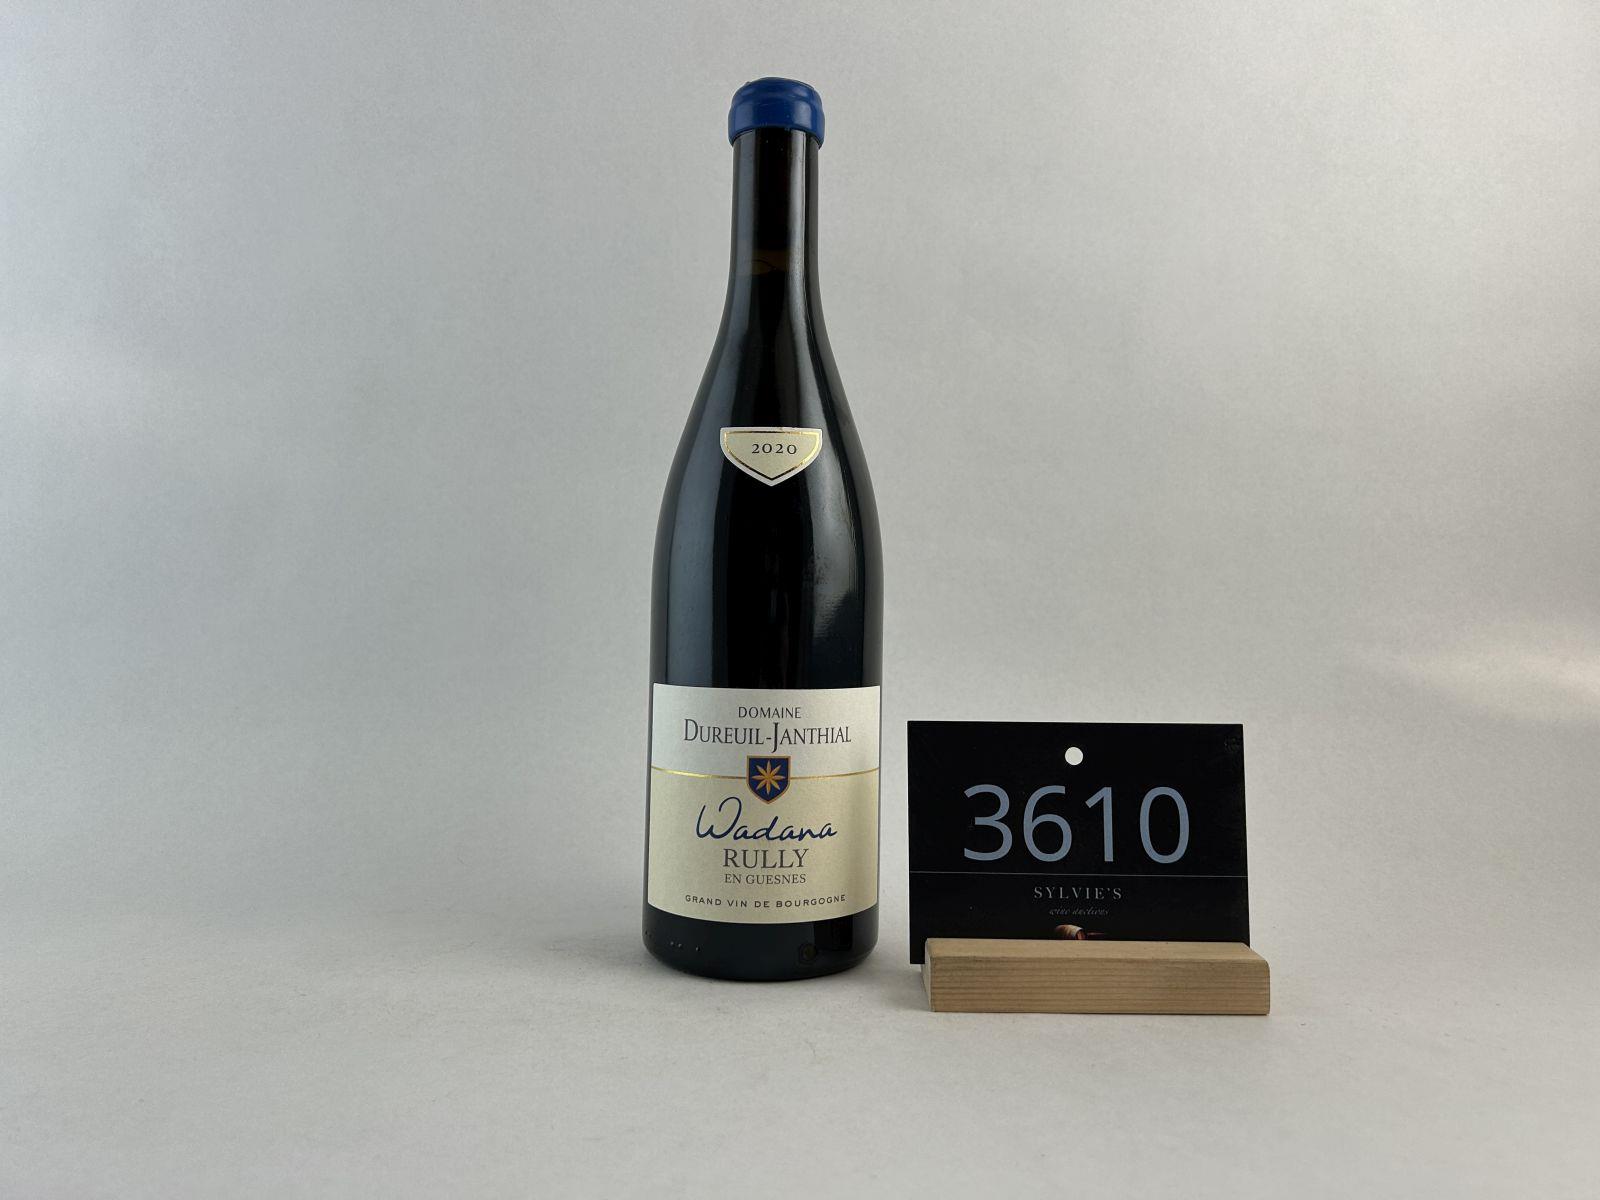 2020
DOMAINE
DUREUIL-JANTHIAL
Wadana
RULLY
EN GUESNES
GRAND VIN DE BOURGOGNE
3610
SYLVIE'S
wine auctions